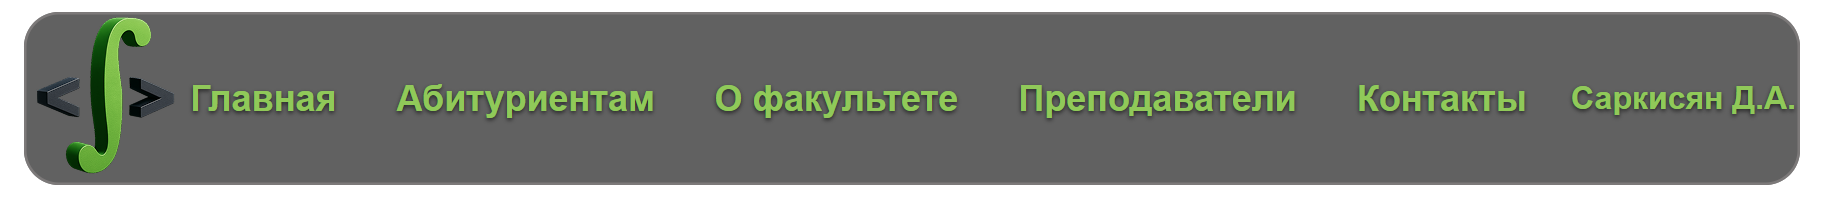 Главная Абитуриентам О факультете Преподаватели Контакты Саркисян Д.А.